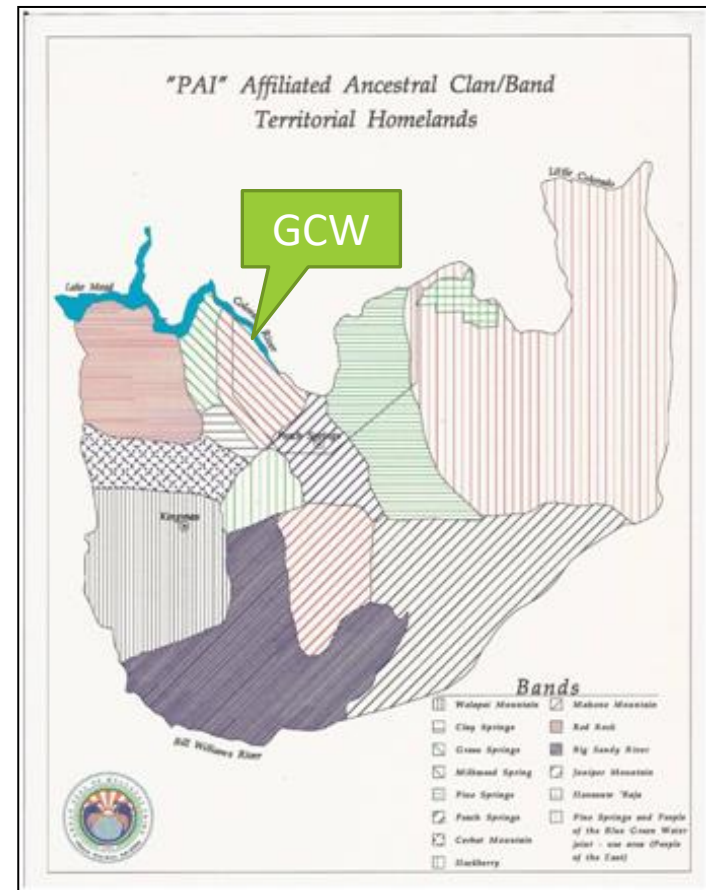 "PAI" Affiliated Ancestral Clan/Band
Territorial Homelands
Little Colorado
GCW
Lake Mead
Colorado River
Peach Springs
Kingman
Bill Williams River
Bands
Walapai Mountain
Clay Springs
Grass Springs
Milkweed Spring
Pine Springs
Peach Springs
Cerbat Mountain
Hackberry
Mahone Mountain
Red Rock
Big Sandy River
Juniper Mountain
Havasuw 'Baja
Pine Springs and People
of the Blue Green Water
joint - use area (People
of the East)